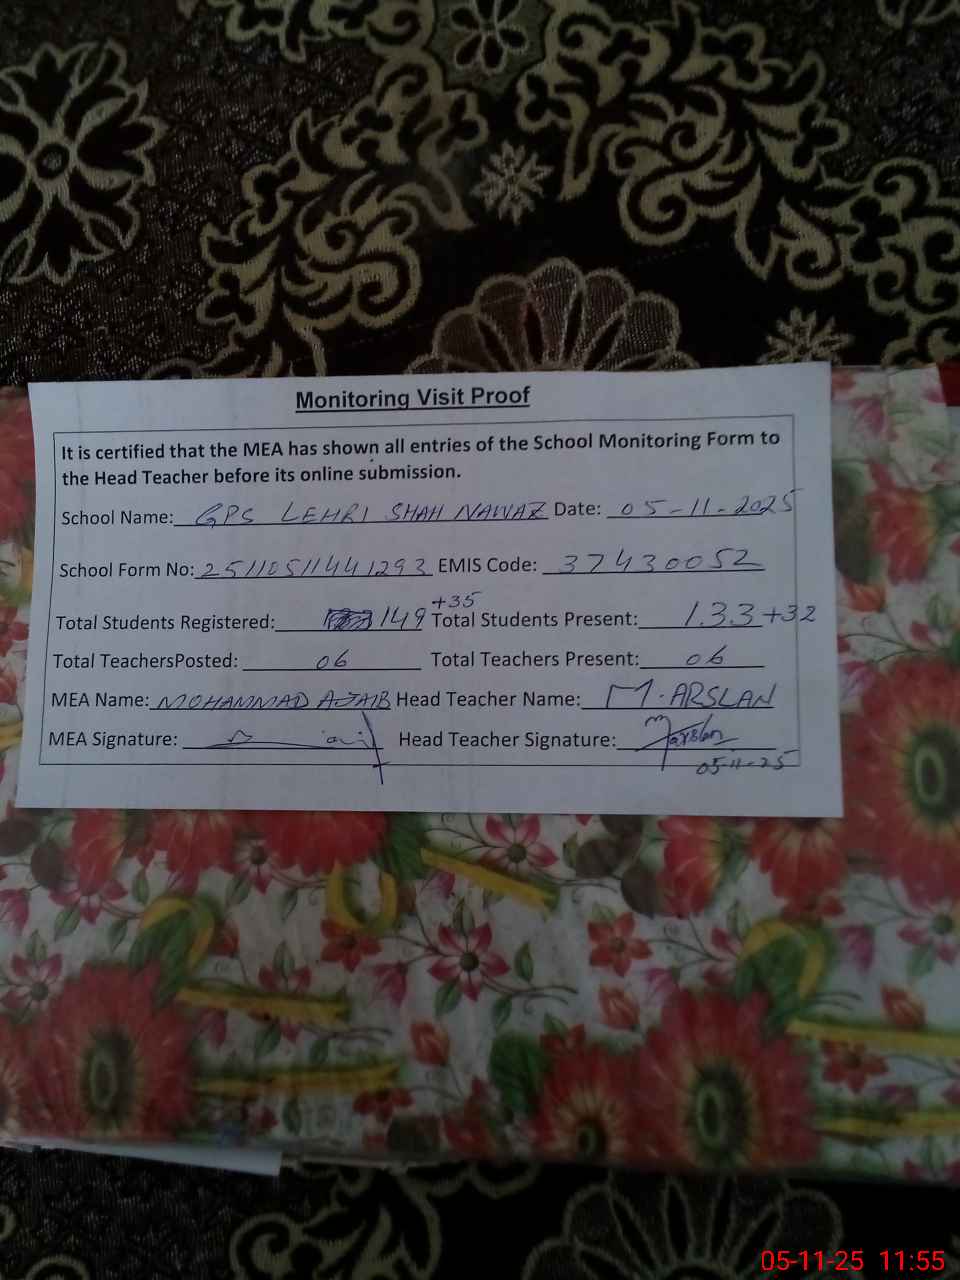 Monitoring Visit Proof
It is certified that the MEA has shown all entries of the School Monitoring Form to
the Head Teacher before its online submission.
School Name: GPS LEHRI SHAH NAWAZ Date: 05-11-2025
School Form No: 25110511441293 EMIS Code: 37430052
Total Students Registered: 149 +35 Total Students Present: 133+32
Total TeachersPosted: 06 Total Teachers Present: 06
MEA Name: MOHAMMAD AJAIB Head Teacher Name: M. ARSLAN
MEA Signature: Head Teacher Signature: Marslan
05-11-25
05-11-25 11:55